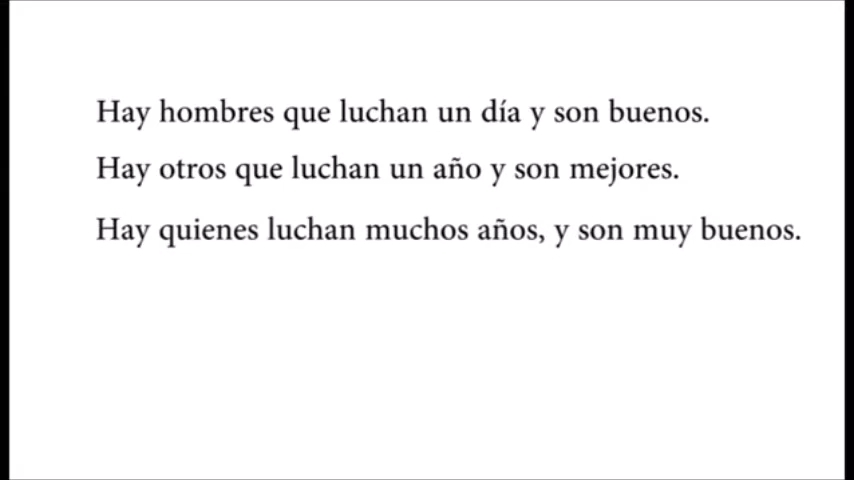 Hay hombres que luchan un día y son buenos.
Hay otros que luchan un año y son mejores.
Hay quienes luchan muchos años, y son muy buenos.